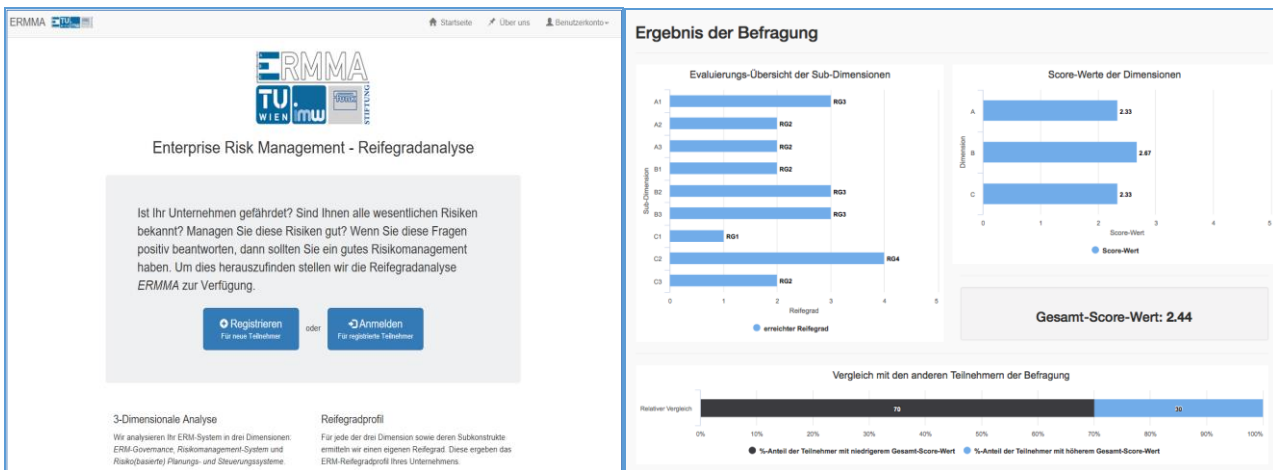 ERMMA
Startseite
Über uns
Benutzerkonto
ERMMA
TU
WIEN
imw
STIFTUNG
Enterprise Risk Management - Reifegradanalyse
Ist Ihr Unternehmen gefährdet? Sind Ihnen alle wesentlichen Risiken
bekannt? Managen Sie diese Risiken gut? Wenn Sie diese Fragen
positiv beantworten, dann sollten Sie ein gutes Risikomanagement
haben. Um dies herauszufinden stellen wir die Reifegradanalyse
ERMMA zur Verfügung.
Registrieren
Für neue Teilnehmer
oder
Anmelden
Für registrierte Teilnehmer
3-Dimensionale Analyse
Wir analysieren Ihr ERM-System in drei Dimensionen:
ERM-Governance, Risikomanagement-System und
Risiko(basierte) Planungs- und Steuerungssysteme.
Reifegradprofil
Für jede der drei Dimension sowie deren Subkonstrukte
ermitteln wir einen eigenen Reifegrad. Diese ergeben das
ERM-Reifegradprofil Ihres Unternehmens.
Ergebnis der Befragung
Evaluierungs-Übersicht der Sub-Dimensionen
Sub-Dimension
A1 RG3
A2 RG2
A3 RG2
B1 RG2
B2 RG3
B3 RG3
C1 RG1
C2 RG4
C3 RG2
0 1 2 3 4 5
Reifegrad
erreichter Reifegrad
Score-Werte der Dimensionen
Dimension
A 2.33
B 2.67
C 2.33
0 1 2 3 4 5
Score-Wert
Score-Wert
Gesamt-Score-Wert: 2.44
Vergleich mit den anderen Teilnehmern der Befragung
Relativer Vergleich 70 30
0% 10% 20% 30% 40% 50% 60% 70% 80% 90% 100%
%-Anteil der Teilnehmer mit niedrigerem Gesamt-Score-Wert %-Anteil der Teilnehmer mit höherem Gesamt-Score-Wert